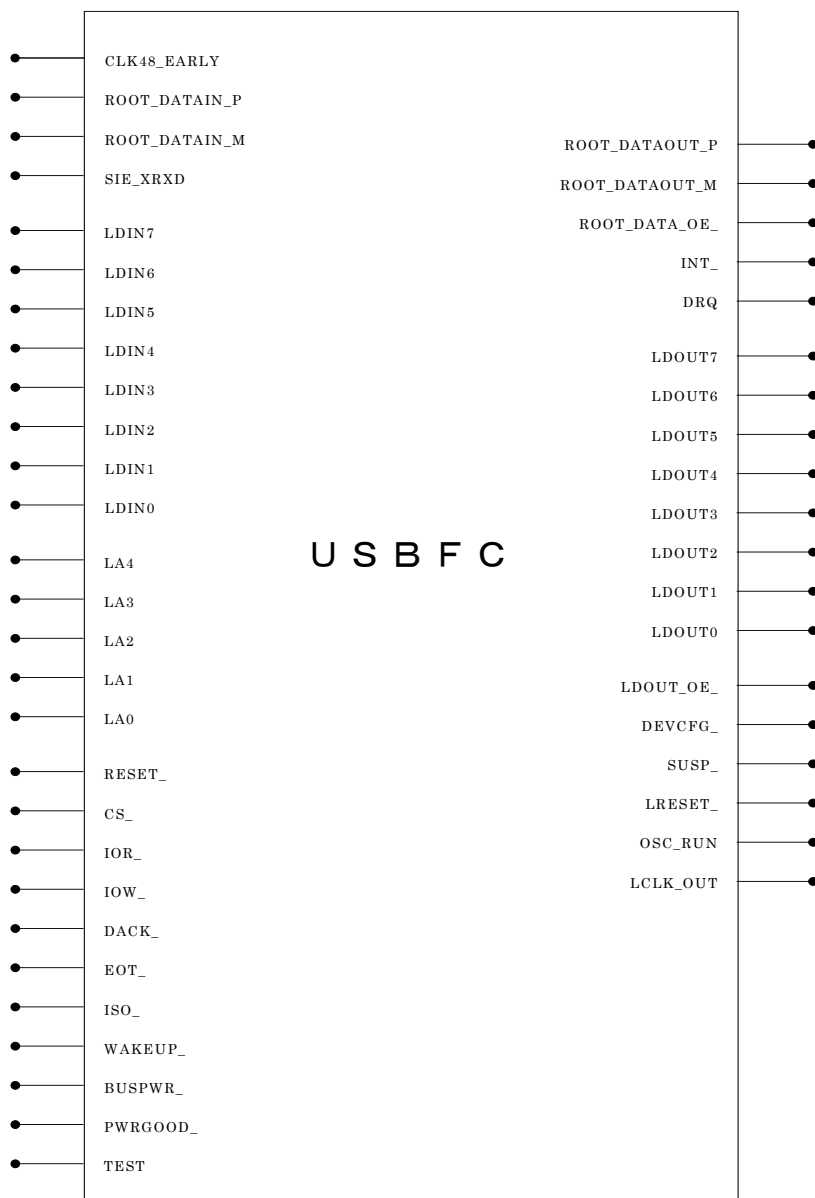 CLK48_EARLY
ROOT_DATAIN_P
ROOT_DATAIN_M
SIE_XRXD
LDIN7
LDIN6
LDIN5
LDIN4
LDIN3
LDIN2
LDIN1
LDIN0
LA4
LA3
LA2
LA1
LA0
RESET_
CS_
IOR_
IOW_
DACK_
EOT_
ISO_
WAKEUP_
BUSPWR_
PWRGOOD_
TEST
USBFC
ROOT_DATAOUT_P
ROOT_DATAOUT_M
ROOT_DATA_OE_
INT_
DRQ
LDOUT7
LDOUT6
LDOUT5
LDOUT4
LDOUT3
LDOUT2
LDOUT1
LDOUT0
LDOUT_OE_
DEVCFG_
SUSP_
LRESET_
OSC_RUN
LCLK_OUT